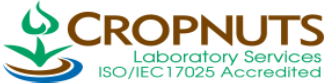 CROPNUTS
Laboratory Services
ISO/IEC17025 Accredited